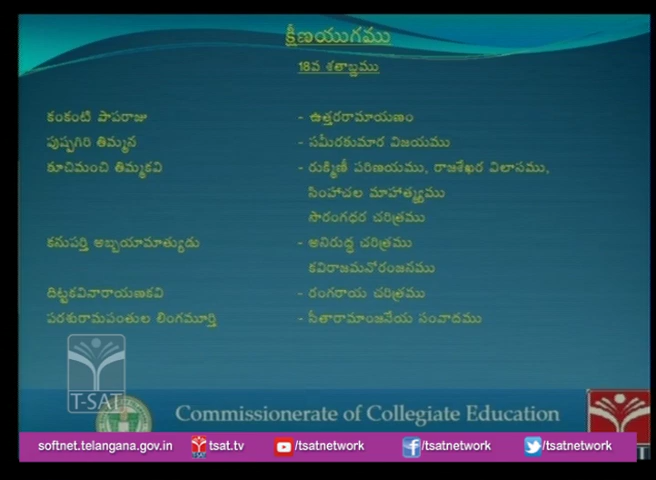 క్షీణయుగము
18వ శతాబ్దము
కంకంటి పాపరాజు - ఉత్తరరామాయణం
పుష్పగిరి తిమ్మన - సమీరకుమార విజయము
కూచిమంచి తిమ్మకవి - రుక్మిణీ పరిణయము, రాజశేఖర విలాసము,
సింహాచల మాహాత్మ్యము
సారంగధర చరిత్రము
కనుపర్తి అబ్బయామాత్యుడు - అనిరుద్ధ చరిత్రము
కవిరాజమనోరంజనము
దిట్టకవినారాయణకవి - రంగరాయ చరిత్రము
పరశురామపంతుల లింగమూర్తి - సీతారామాంజనేయ సంవాదము
T-SAT
Commissionerate of Collegiate Education
softnet.telangana.gov.in tsat.tv /tsatnetwork /tsatnetwork /tsatnetwork